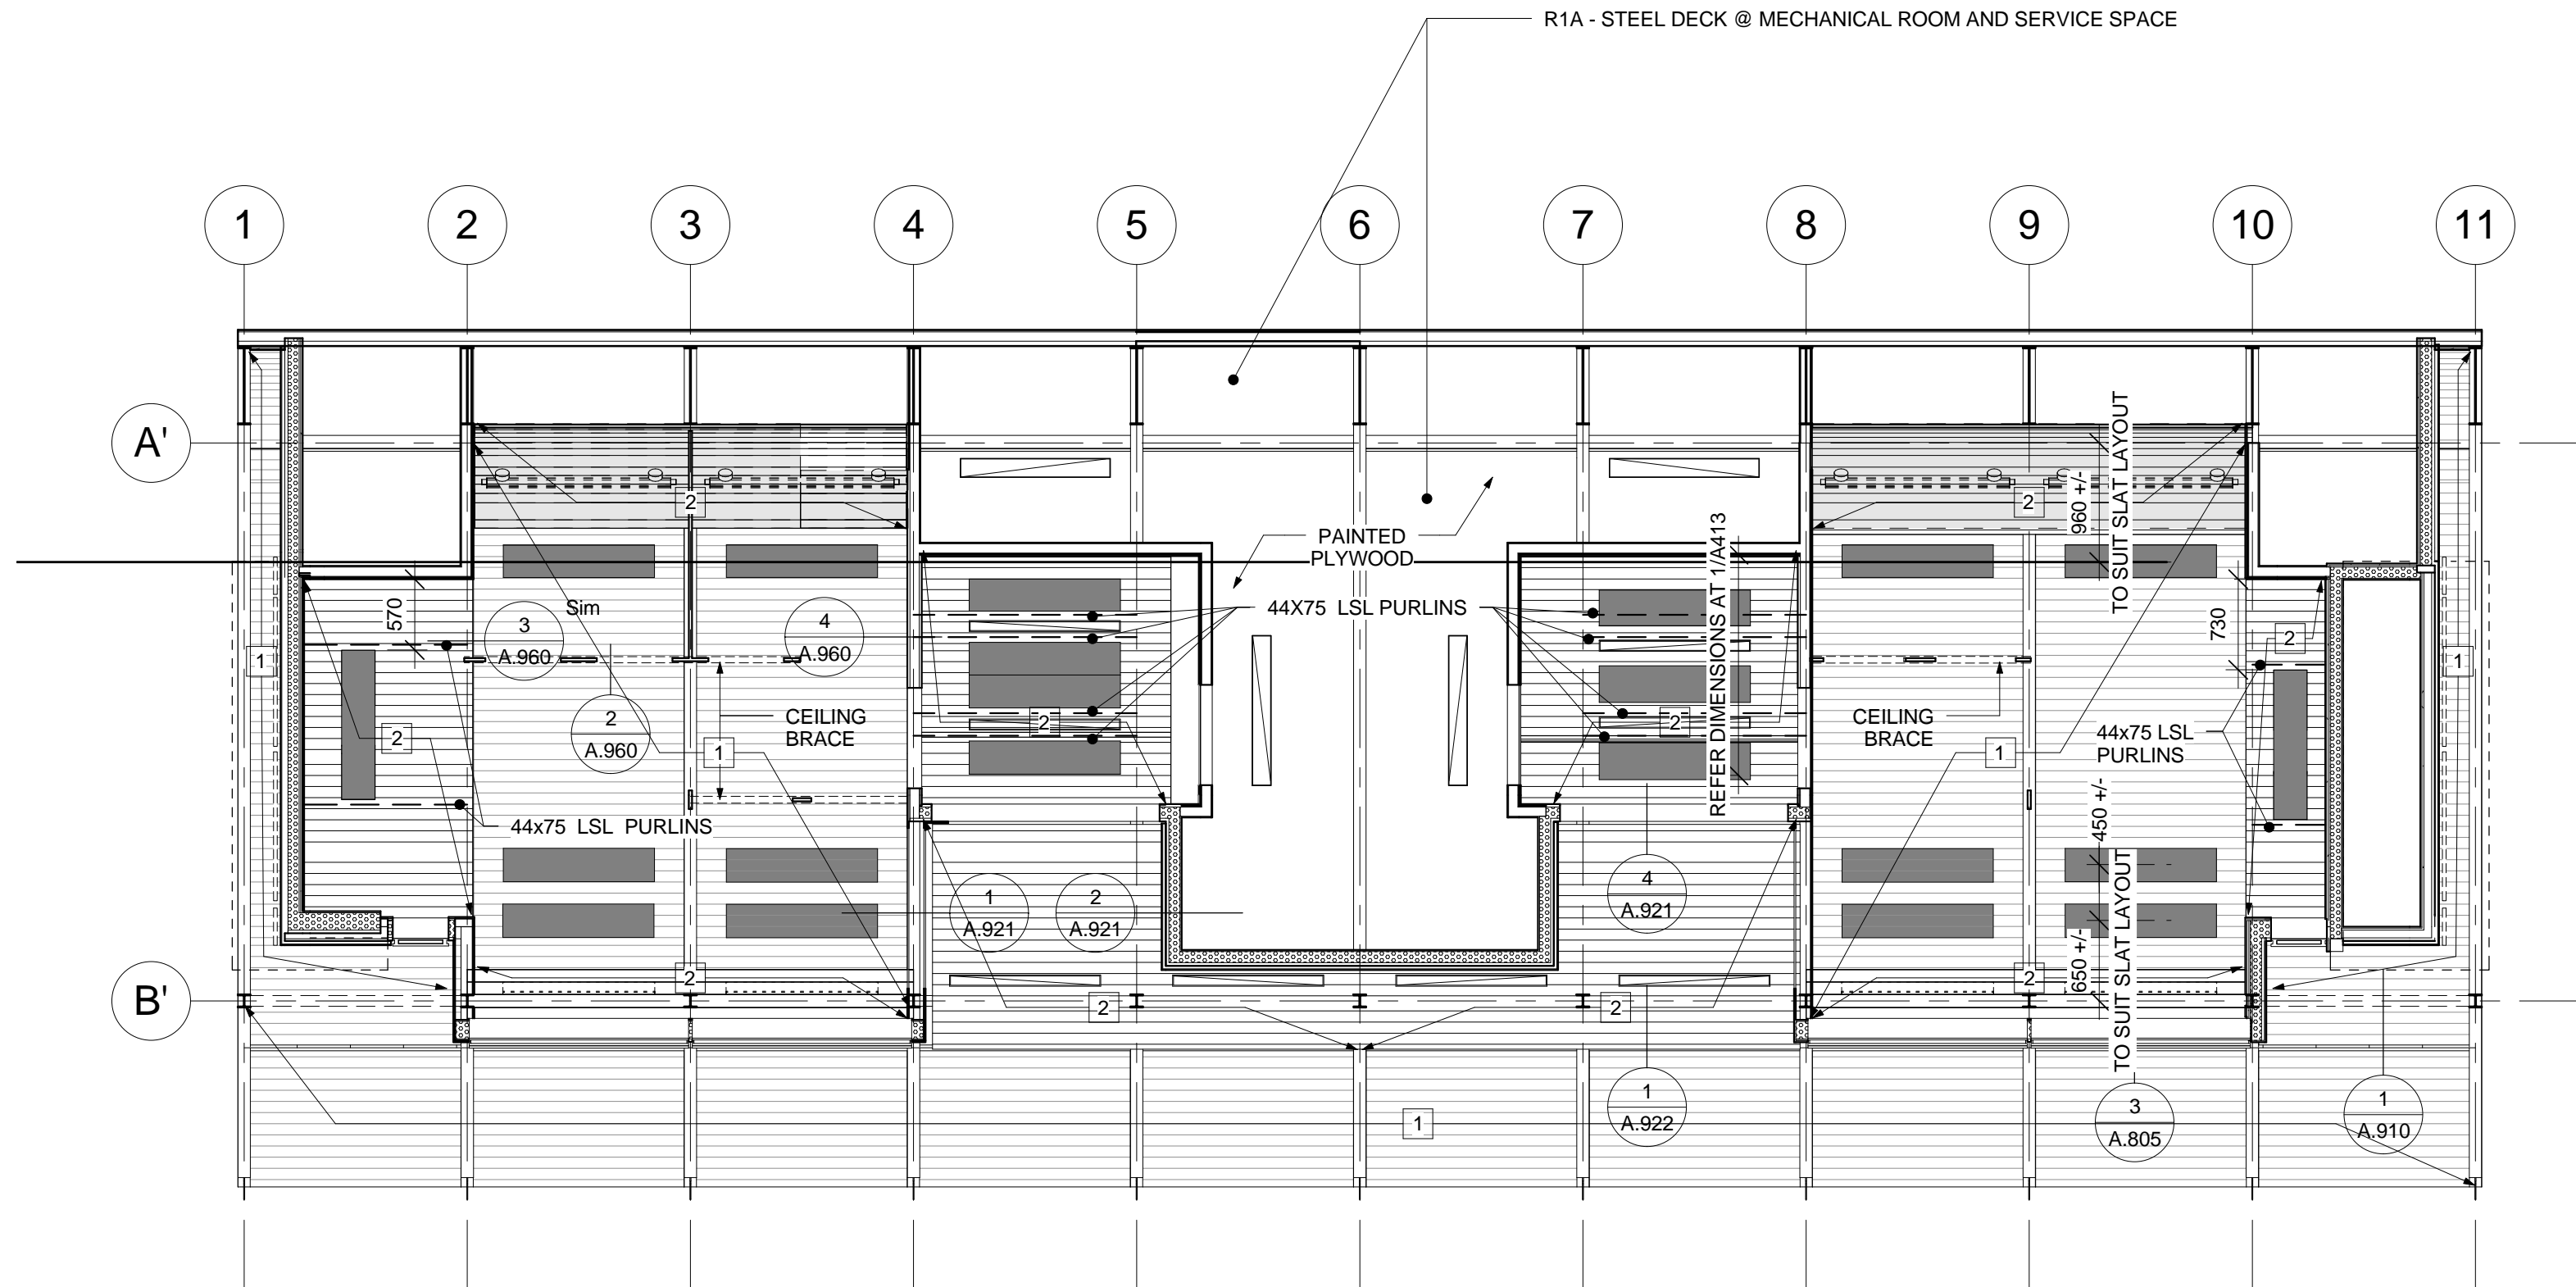 R1A - STEEL DECK @ MECHANICAL ROOM AND SERVICE SPACE
1
2
3
4
5
6
7
8
9
10
11
A'
B'
2
2
960 +/-
TO SUIT SLAT LAYOUT
PAINTED
PLYWOOD
REFER DIMENSIONS AT 1/A413
44X75 LSL PURLINS
570
Sim
3
A.960
4
A.960
2
A.960
730
1
2
CEILING
BRACE
1
2
2
CEILING
BRACE
1
44x75 LSL
PURLINS
2
1
44x75 LSL PURLINS
450 +/-
1
A.921
2
A.921
4
A.921
2
2
2
2
650 +/-
TO SUIT SLAT LAYOUT
1
1
A.922
3
A.805
1
A.910